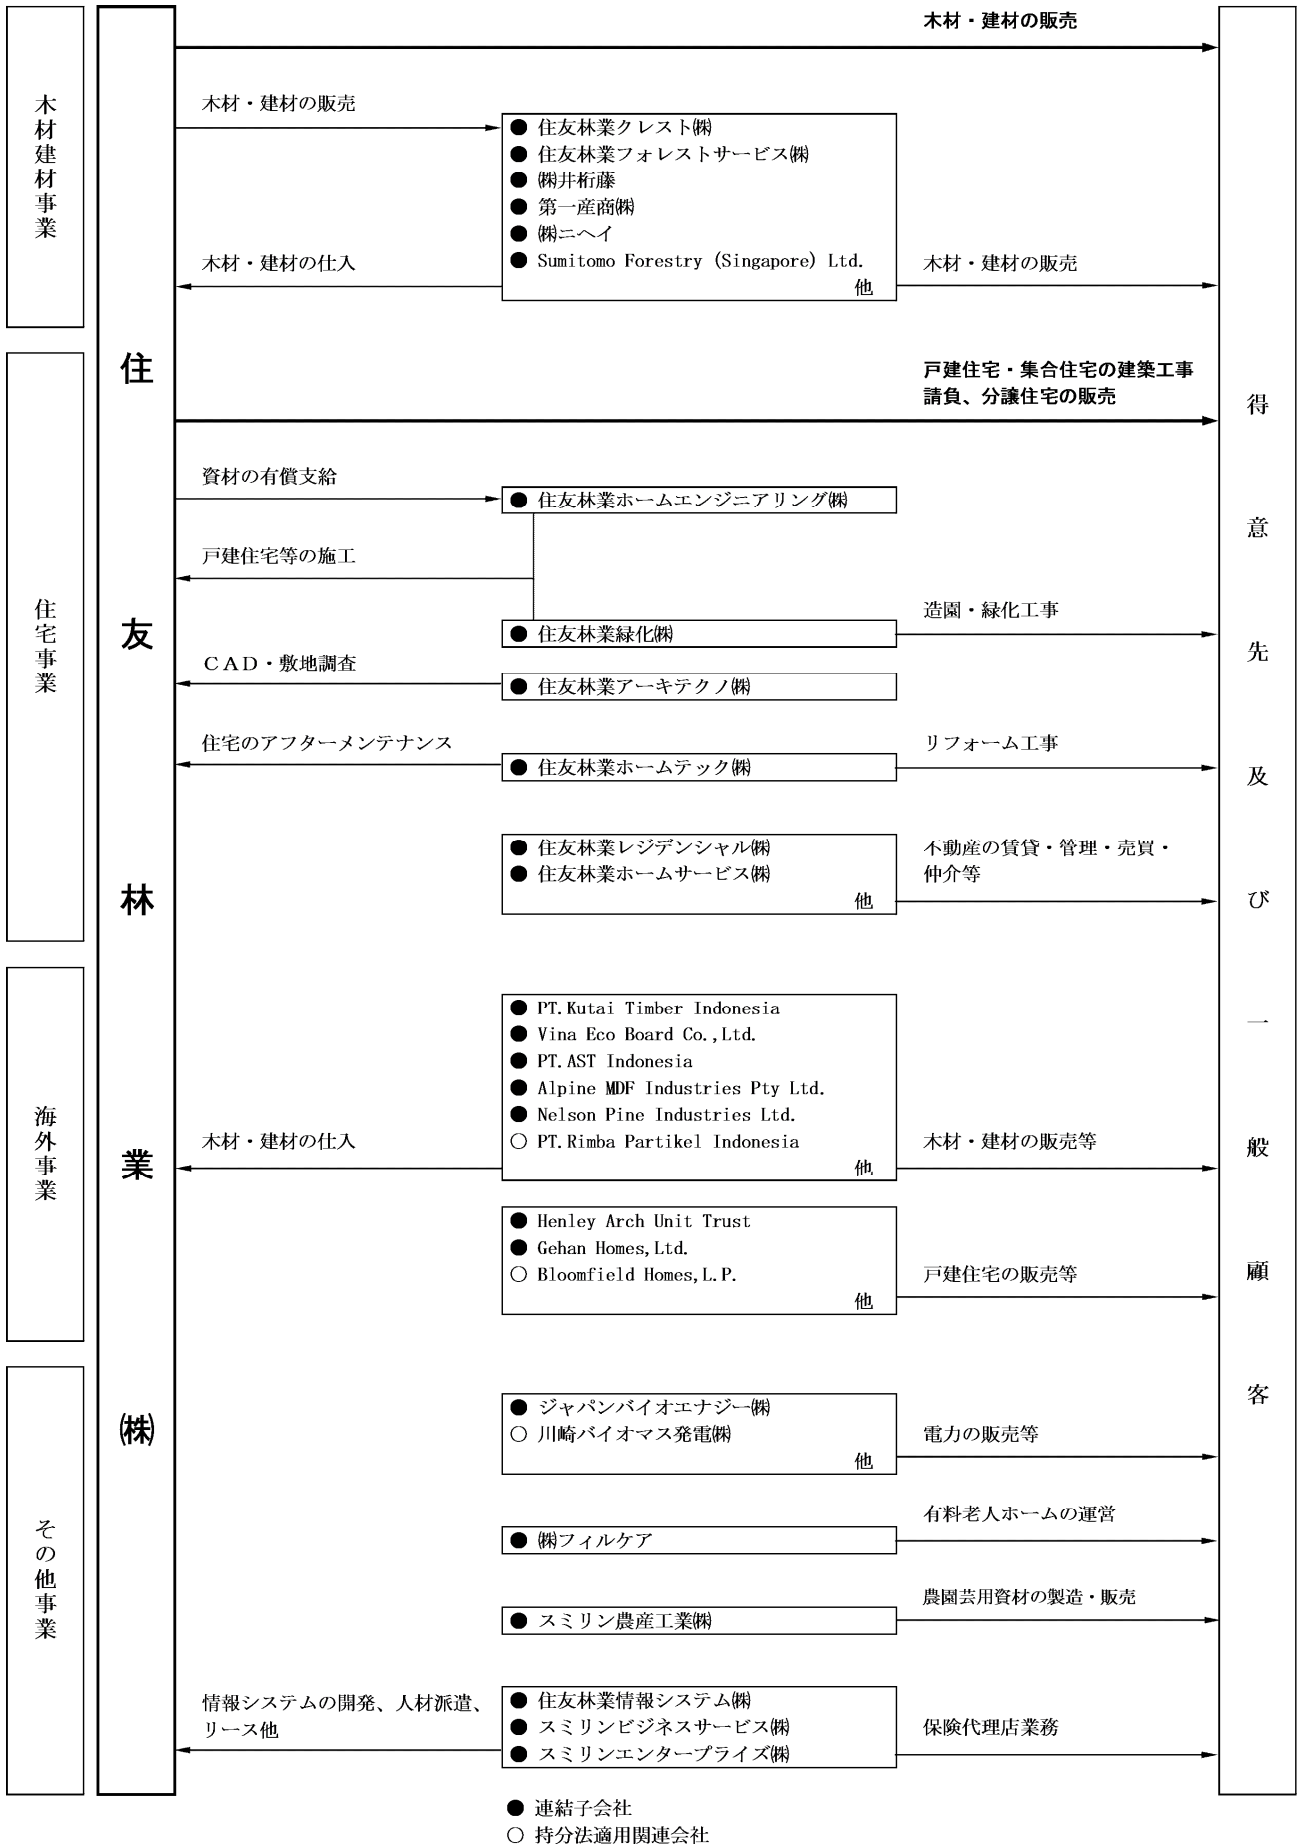 木材建材事業
住友林業㈱
得意先及び一般顧客
木材・建材の販売
木材・建材の販売
● 住友林業クレスト㈱
● 住友林業フォレストサービス㈱
● ㈱井桁藤
● 第一産商㈱
● ㈱ニヘイ
● Sumitomo Forestry (Singapore) Ltd.
他
木材・建材の仕入
木材・建材の販売
住宅事業
戸建住宅・集合住宅の建築工事
請負、分譲住宅の販売
資材の有償支給
● 住友林業ホームエンジニアリング㈱
戸建住宅等の施工
● 住友林業緑化㈱
造園・緑化工事
CAD・敷地調査
● 住友林業アーキテクノ㈱
住宅のアフターメンテナンス
● 住友林業ホームテック㈱
リフォーム工事
● 住友林業レジデンシャル㈱
● 住友林業ホームサービス㈱
他
不動産の賃貸・管理・売買・
仲介等
海外事業
● PT.Kutai Timber Indonesia
● Vina Eco Board Co.,Ltd.
● PT.AST Indonesia
● Alpine MDF Industries Pty Ltd.
● Nelson Pine Industries Ltd.
○ PT.Rimba Partikel Indonesia
他
木材・建材の仕入
木材・建材の販売等
● Henley Arch Unit Trust
● Gehan Homes,Ltd.
○ Bloomfield Homes,L.P.
他
戸建住宅の販売等
その他事業
● ジャパンバイオエナジー㈱
○ 川崎バイオマス発電㈱
他
電力の販売等
● ㈱フィルケア
有料老人ホームの運営
● スミリン農産工業㈱
農園芸用資材の製造・販売
情報システムの開発、人材派遣、
リース他
● 住友林業情報システム㈱
● スミリンビジネスサービス㈱
● スミリンエンタープライズ㈱
保険代理店業務
● 連結子会社
○ 持分法適用関連会社